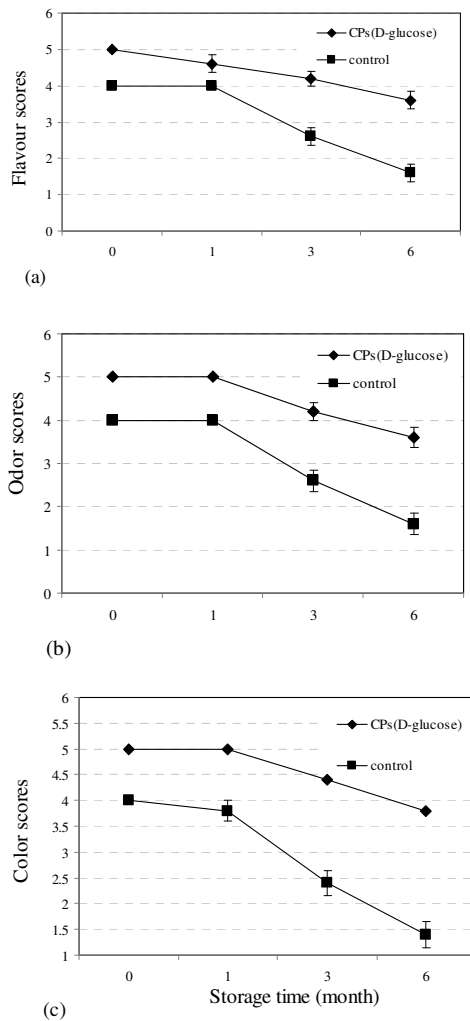 6
CPs(D-glucose)
5
control
4
3
2
1
0
Flavour scores
0 1 3 6
(a)
6
CPs(D-glucose)
5
control
4
3
2
1
0
Odor scores
0 1 3 6
(b)
6
5.5
CPs(D-glucose)
5
4.5
control
4
3.5
3
2.5
2
1.5
1
Color scores
0 1 3 6
Storage time (month)
(c)